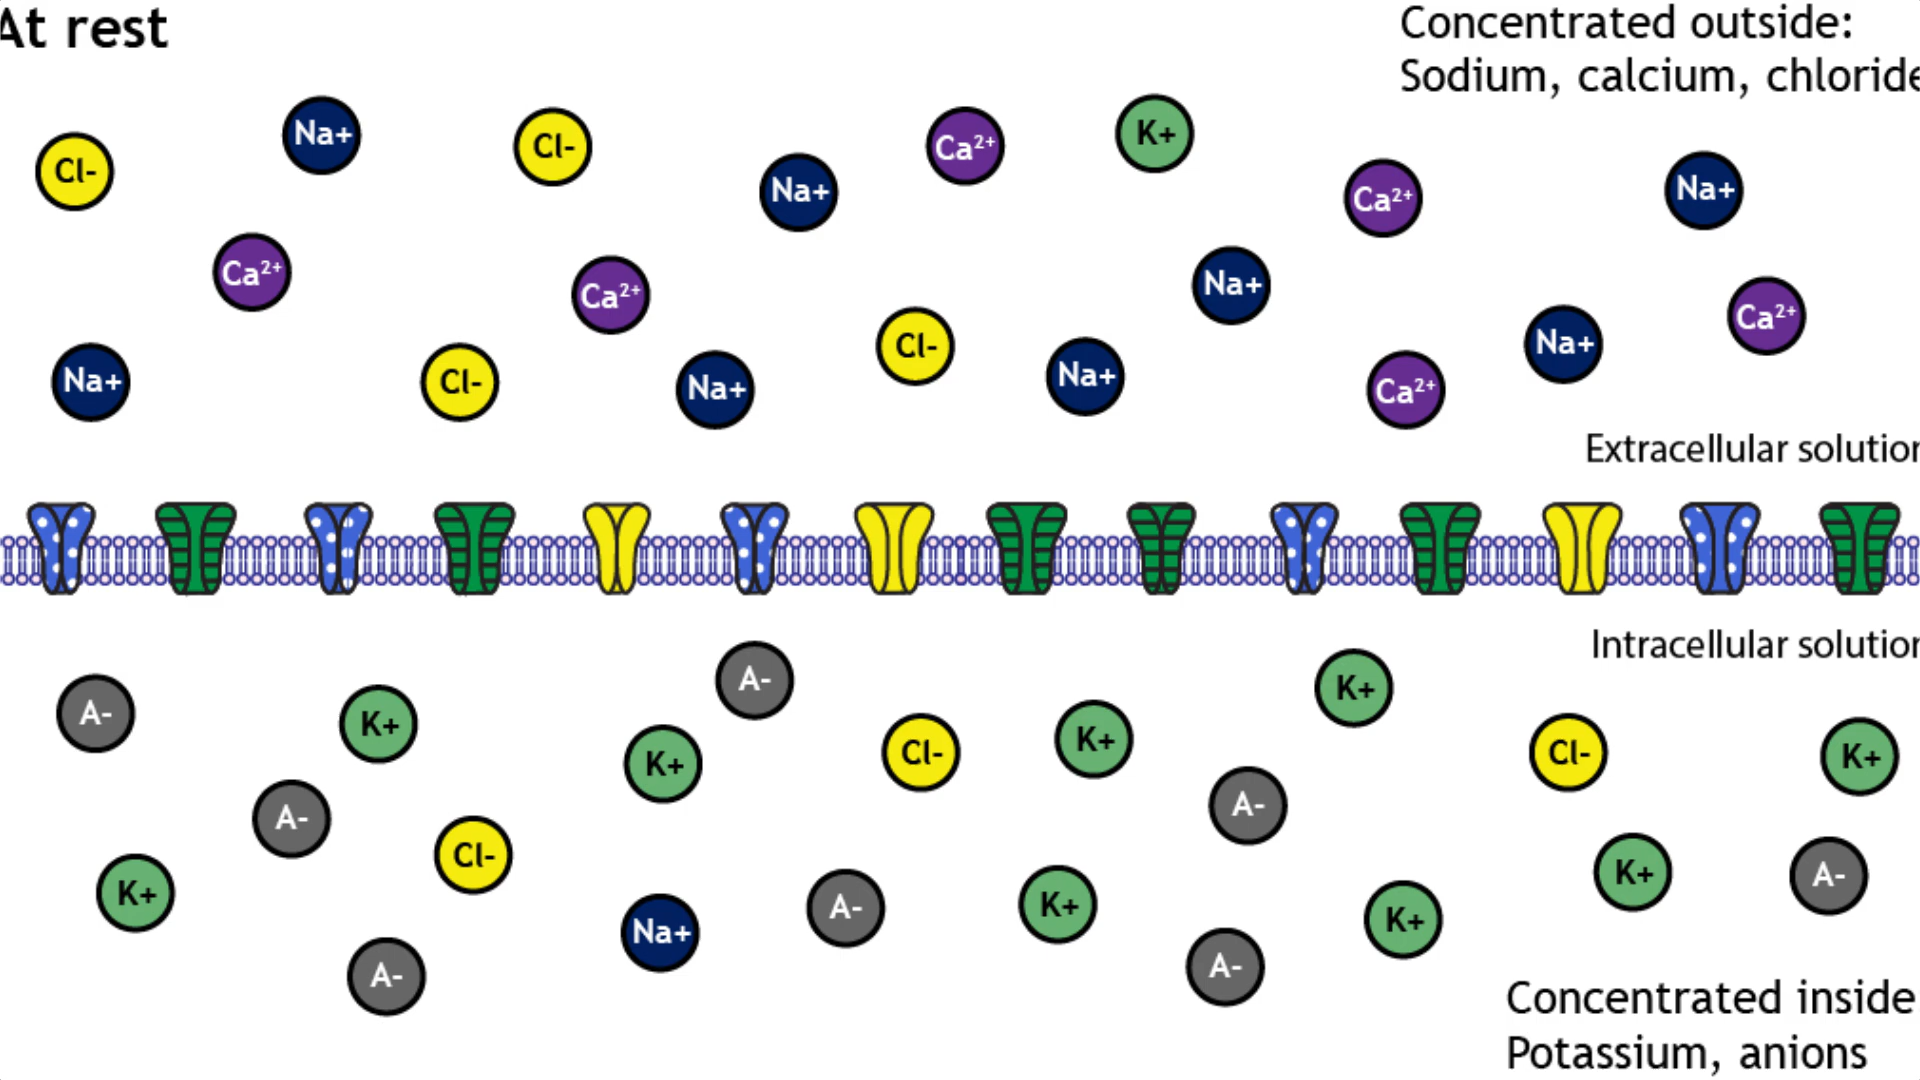 At rest
Concentrated outside:
Sodium, calcium, chloride
Cl-
Na+
Cl-
Na+
Ca²⁺
K+
Ca²⁺
Na+
Ca²⁺
Ca²⁺
Na+
Ca²⁺
Na+
Cl-
Na+
Cl-
Na+
Ca²⁺
Na+
Extracellular solution
Intracellular solution
A-
K+
K+
A-
Cl-
K+
K+
Cl-
K+
A-
A-
K+
Cl-
K+
A-
A-
Na+
A-
K+
A-
K+
Concentrated inside
Potassium, anions